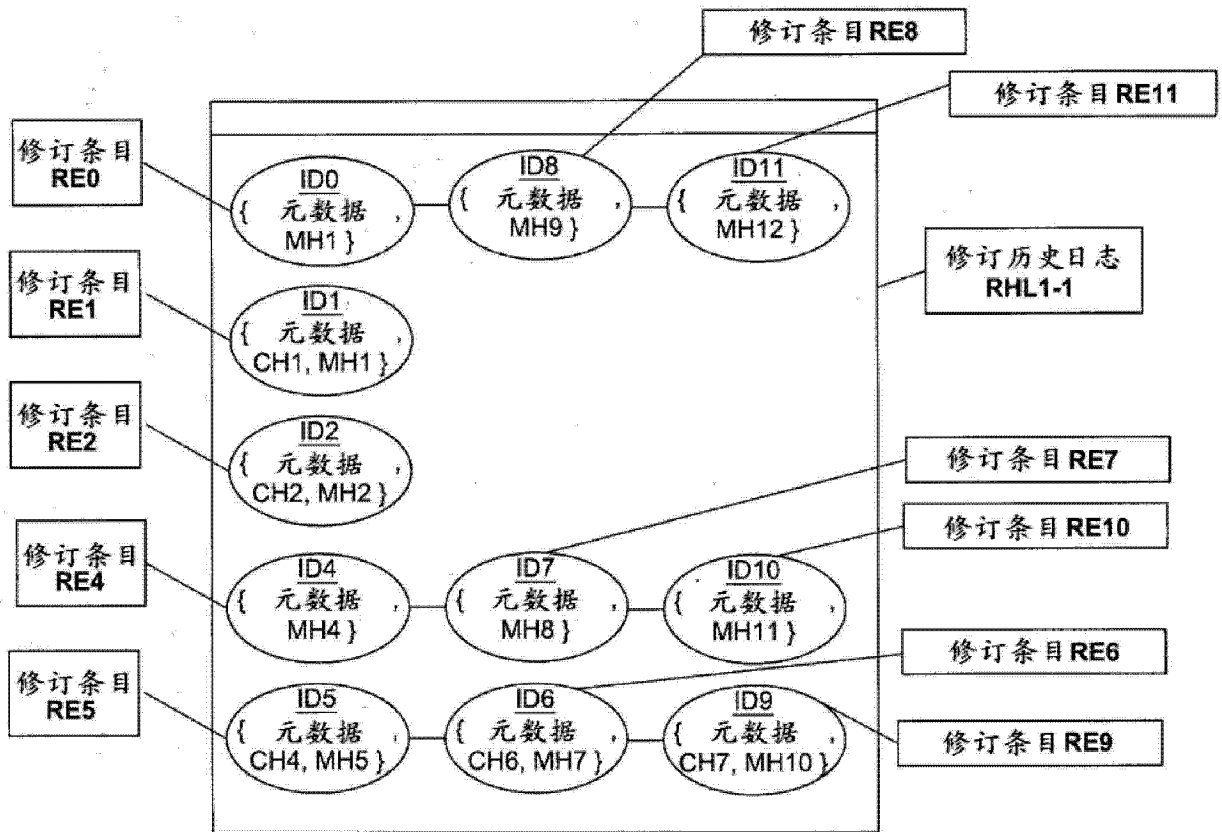 修订条目RE8
修订条目RE11
修订条目
RE0
ID0
{ 元数据 ,
MH1 }
ID8
{ 元数据 ,
MH9 }
ID11
{ 元数据 ,
MH12 }
修订历史日志
RHL1-1
修订条目
RE1
ID1
{ 元数据 ,
CH1, MH1 }
修订条目
RE2
ID2
{ 元数据 ,
CH2, MH2 }
修订条目RE7
修订条目RE10
修订条目
RE4
ID4
{ 元数据 ,
MH4 }
ID7
{ 元数据 ,
MH8 }
ID10
{ 元数据 ,
MH11 }
修订条目RE6
修订条目
RE5
ID5
{ 元数据 ,
CH4, MH5 }
ID6
{ 元数据 ,
CH6, MH7 }
ID9
{ 元数据 ,
CH7, MH10 }
修订条目RE9